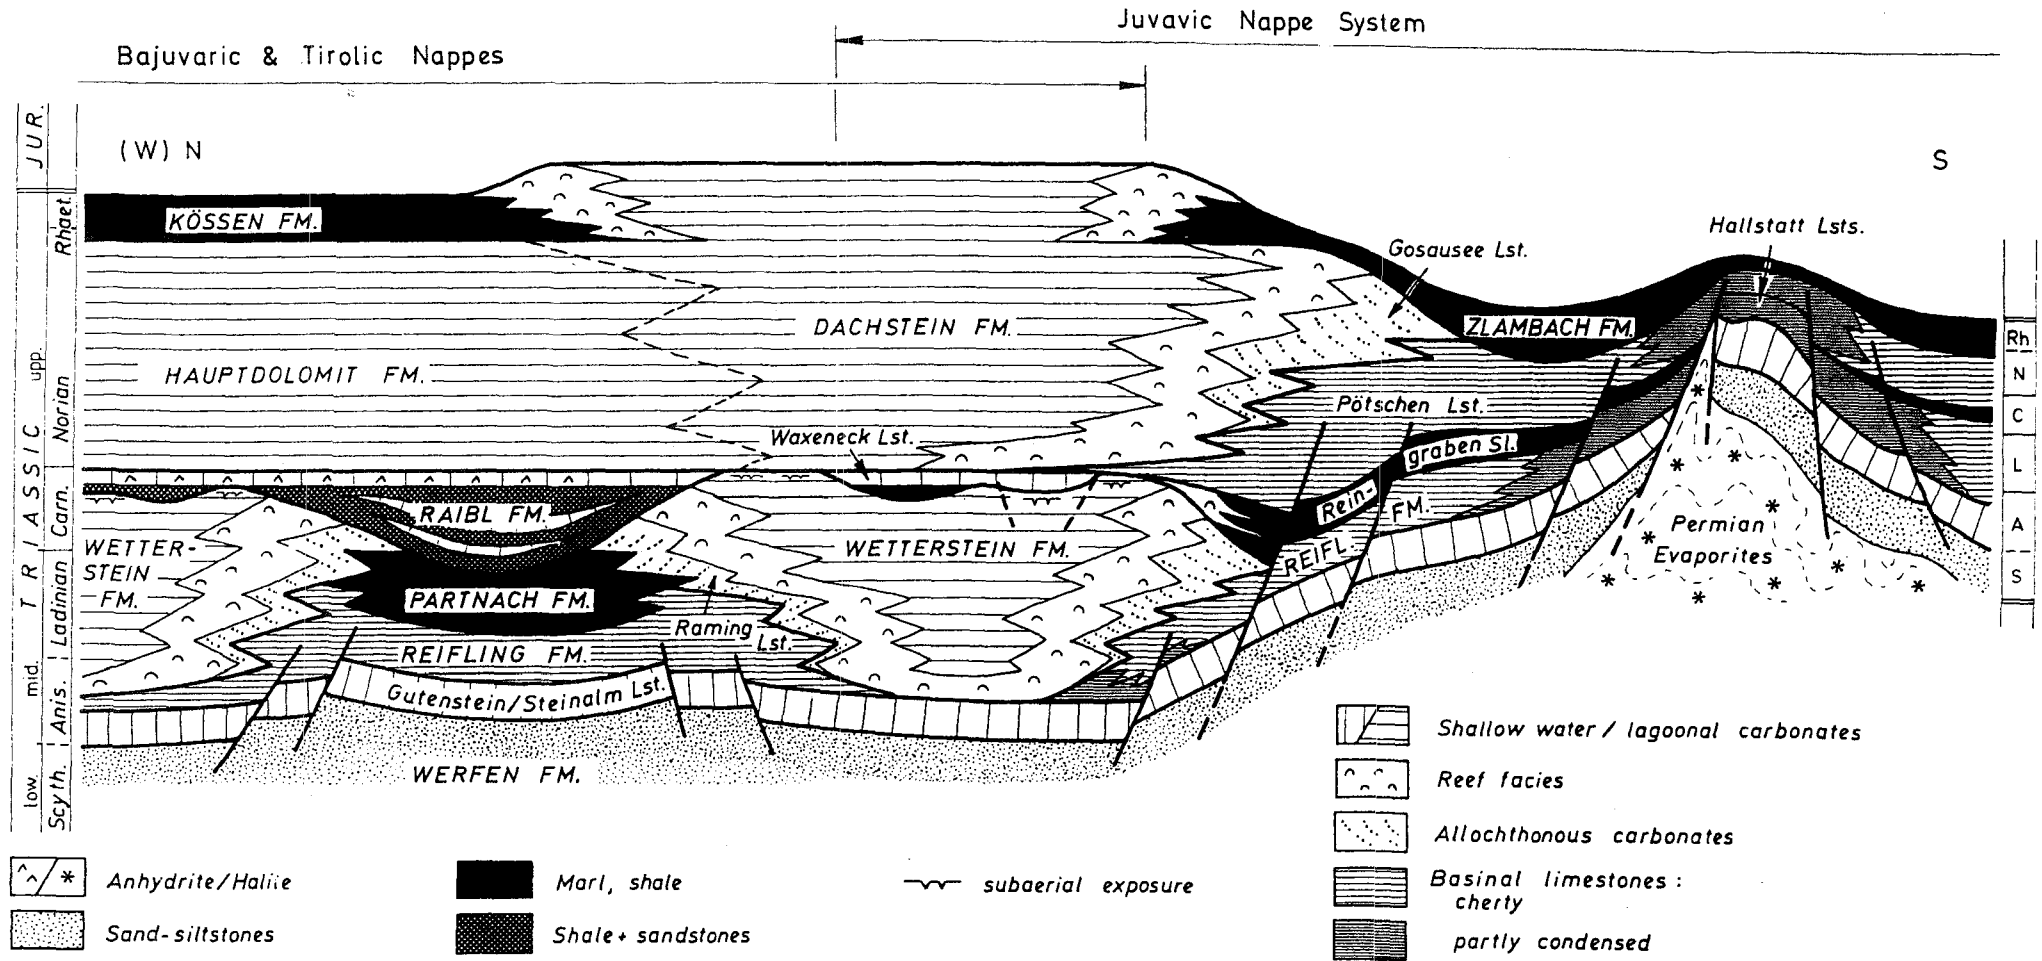 Juvavic Nappe System
Bajuvaric & Tirolic Nappes
JUR.
(W) N
S
TRIASSIC
upp.
mid.
low.
Rhaet.
Norian
Carn.
Ladinian
Anis.
Scyth.
KÖSSEN FM.
Hallstatt Lsts.
Gosausee Lst.
DACHSTEIN FM.
ZLAMBACH FM.
HAUPTDOLOMIT FM.
Pötschen Lst.
Waxeneck Lst.
graben Sl.
Rein-
RAIBL FM.
FM.
REIFL.
WETTER-
STEIN
FM.
WETTERSTEIN FM.
Permian
Evaporites
PARTNACH FM.
Raming
Lst.
REIFLING FM.
Gutenstein/Steinalm Lst.
WERFEN FM.
Rh
N
C
L
A
S
Shallow water / lagoonal carbonates
Reef facies
Allochthonous carbonates
Basinal limestones :
cherty
partly condensed
Anhydrite/Halite
Sand-siltstones
Marl, shale
Shale + sandstones
subaerial exposure